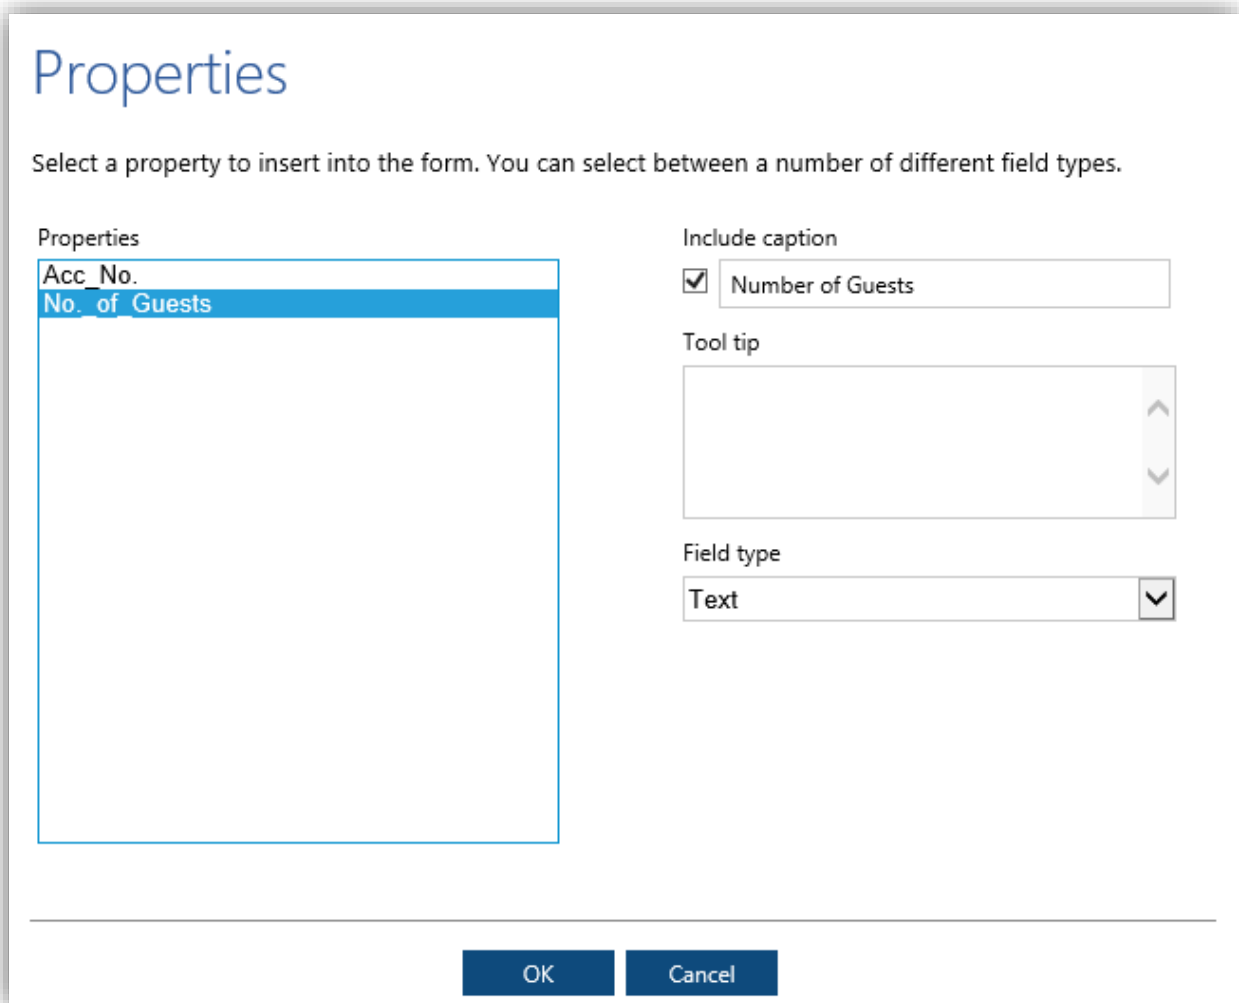 Properties
Select a property to insert into the form. You can select between a number of different field types.
Properties
Acc_No.
No._of_Guests
Include caption
Number of Guests
Tool tip
Field type
Text
OK
Cancel